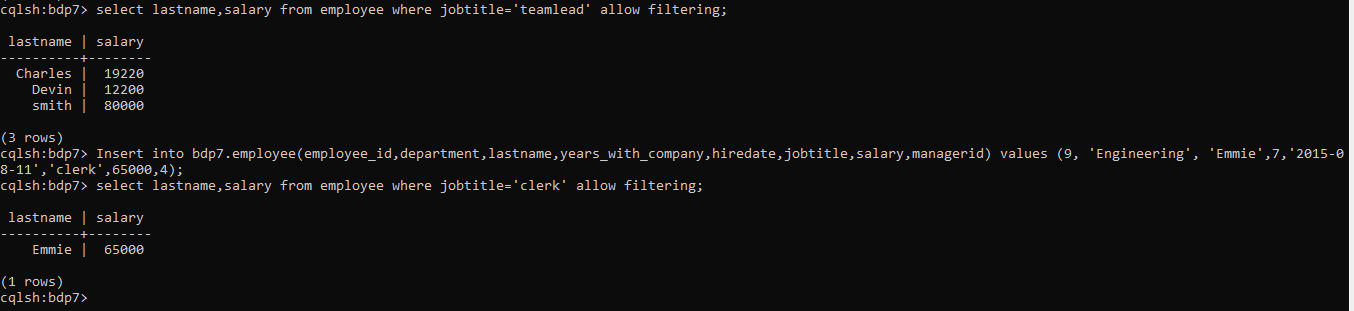 cqlsh:bdp7> select lastname,salary from employee where jobtitle='teamlead' allow filtering;
 lastname | salary
----------+--------
  Charles |  19220
    Devin |  12200
    smith |  80000
(3 rows)
cqlsh:bdp7> Insert into bdp7.employee(employee_id,department,lastname,years_with_company,hiredate,jobtitle,salary,managerid) values (9, 'Engineering', 'Emmie',7,'2015-0
8-11','clerk',65000,4);
cqlsh:bdp7> select lastname,salary from employee where jobtitle='clerk' allow filtering;
 lastname | salary
----------+--------
    Emmie |  65000
(1 rows)
cqlsh:bdp7>